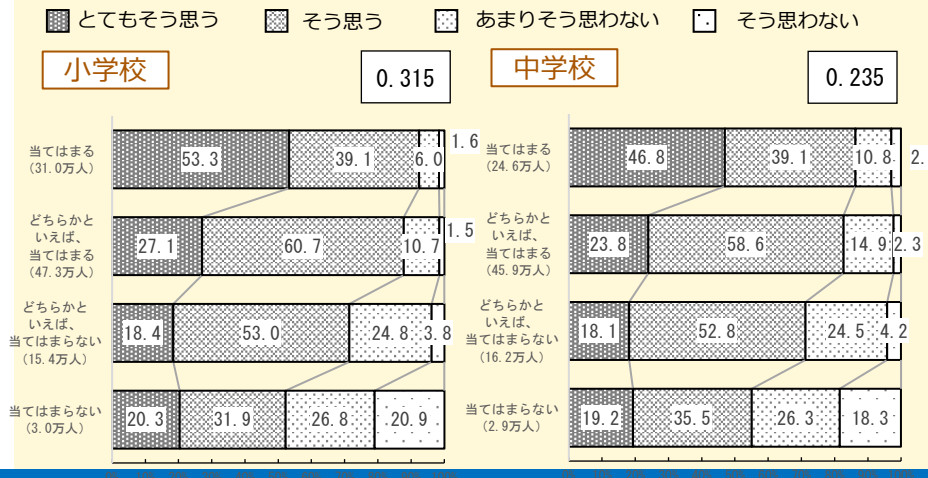 とてもそう思う そう思う あまりそう思わない そう思わない
小学校 0.315 中学校 0.235
当てはまる
(31.0万人)
53.3 39.1 6.0 1.6
どちらかと
いえば、
当てはまる
(47.3万人)
27.1 60.7 10.7 1.5
どちらかと
いえば、
当てはまらない
(15.4万人)
18.4 53.0 24.8 3.8
当てはまらない
(3.0万人)
20.3 31.9 26.8 20.9
当てはまる
(24.6万人)
46.8 39.1 10.8 2.
どちらかと
いえば、
当てはまる
(45.9万人)
23.8 58.6 14.9 2.3
どちらかと
いえば、
当てはまらない
(16.2万人)
18.1 52.8 24.5 4.2
当てはまらない
(2.9万人)
19.2 35.5 26.3 18.3